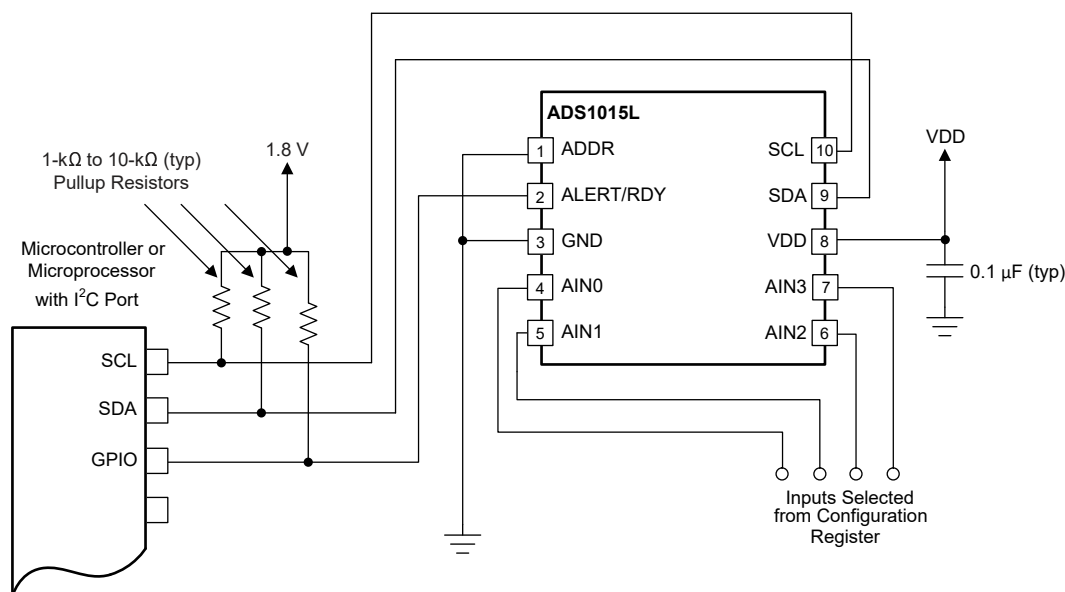 1-kΩ to 10-kΩ (typ)
Pullup Resistors
1.8 V
Microcontroller or
Microprocessor
with I²C Port
SCL
SDA
GPIO
ADS1015L
1 ADDR
2 ALERT/RDY
3 GND
4 AIN0
5 AIN1
SCL 10
SDA 9
VDD 8
AIN3 7
AIN2 6
VDD
0.1 µF (typ)
Inputs Selected
from Configuration
Register